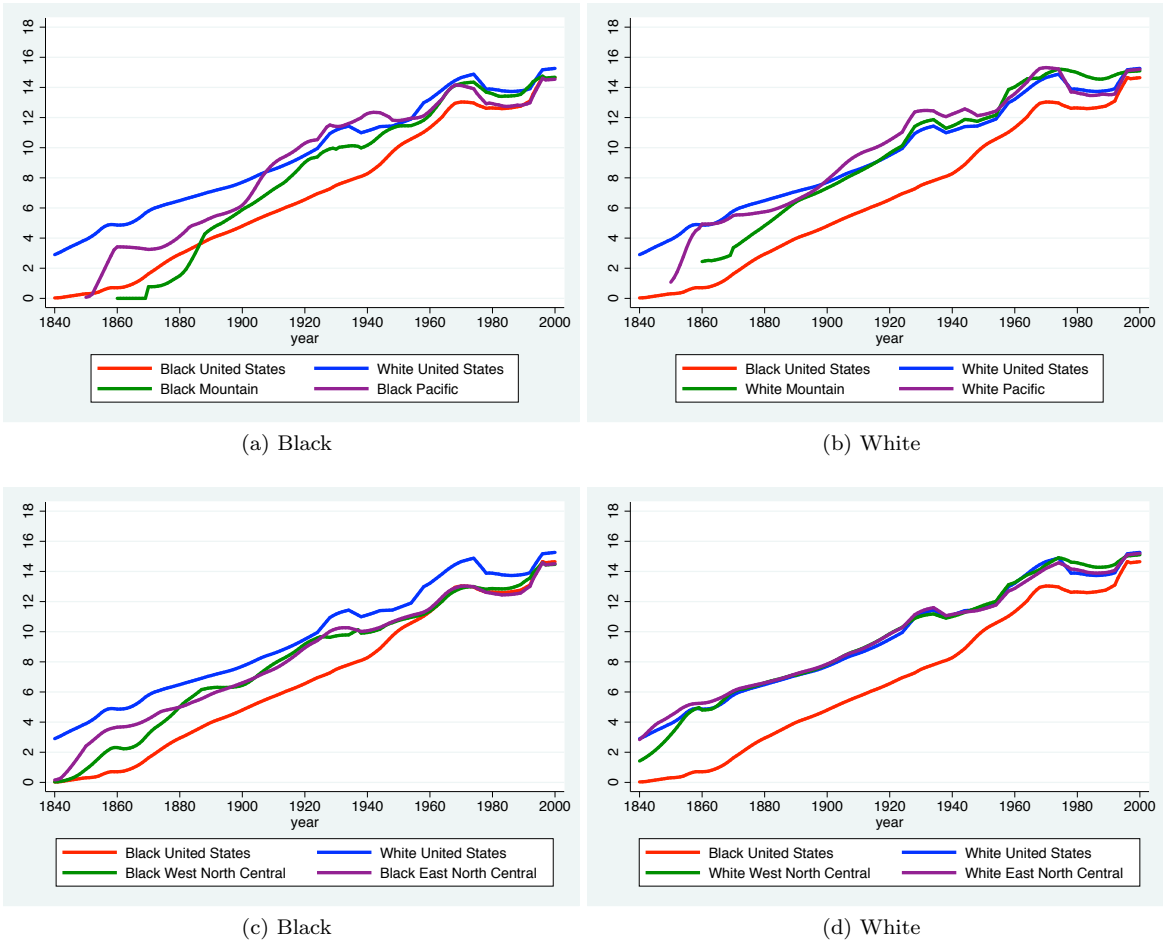 18
16
14
12
10
8
6
4
2
0
1840 1860 1880 1900 1920 1940 1960 1980 2000
year
Black United States White United States
Black Mountain Black Pacific
(a) Black
18
16
14
12
10
8
6
4
2
0
1840 1860 1880 1900 1920 1940 1960 1980 2000
year
Black United States White United States
White Mountain White Pacific
(b) White
18
16
14
12
10
8
6
4
2
0
1840 1860 1880 1900 1920 1940 1960 1980 2000
year
Black United States White United States
Black West North Central Black East North Central
(c) Black
18
16
14
12
10
8
6
4
2
0
1840 1860 1880 1900 1920 1940 1960 1980 2000
year
Black United States White United States
White West North Central White East North Central
(d) White